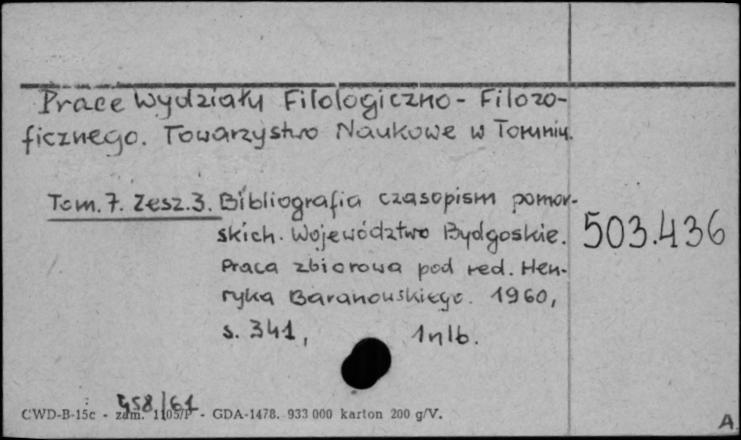 Prace Wydziału Filologiczno-Filozo-
ficznego. Towarzystwo Naukowe w Toruniu.
Tom. 7. Zesz. 3. Bibliografia czasopism pomor-
skich. Województwo Bydgoskie. 503.436
Praca zbiorowa pod red. Hen-
ryka Baranowskiego. 1960,
s. 341, 1 nlb.
458/61
CWD-B-15c - zam. 1105/P - GDA-1478. 933 000 karton 200 g/V.
A